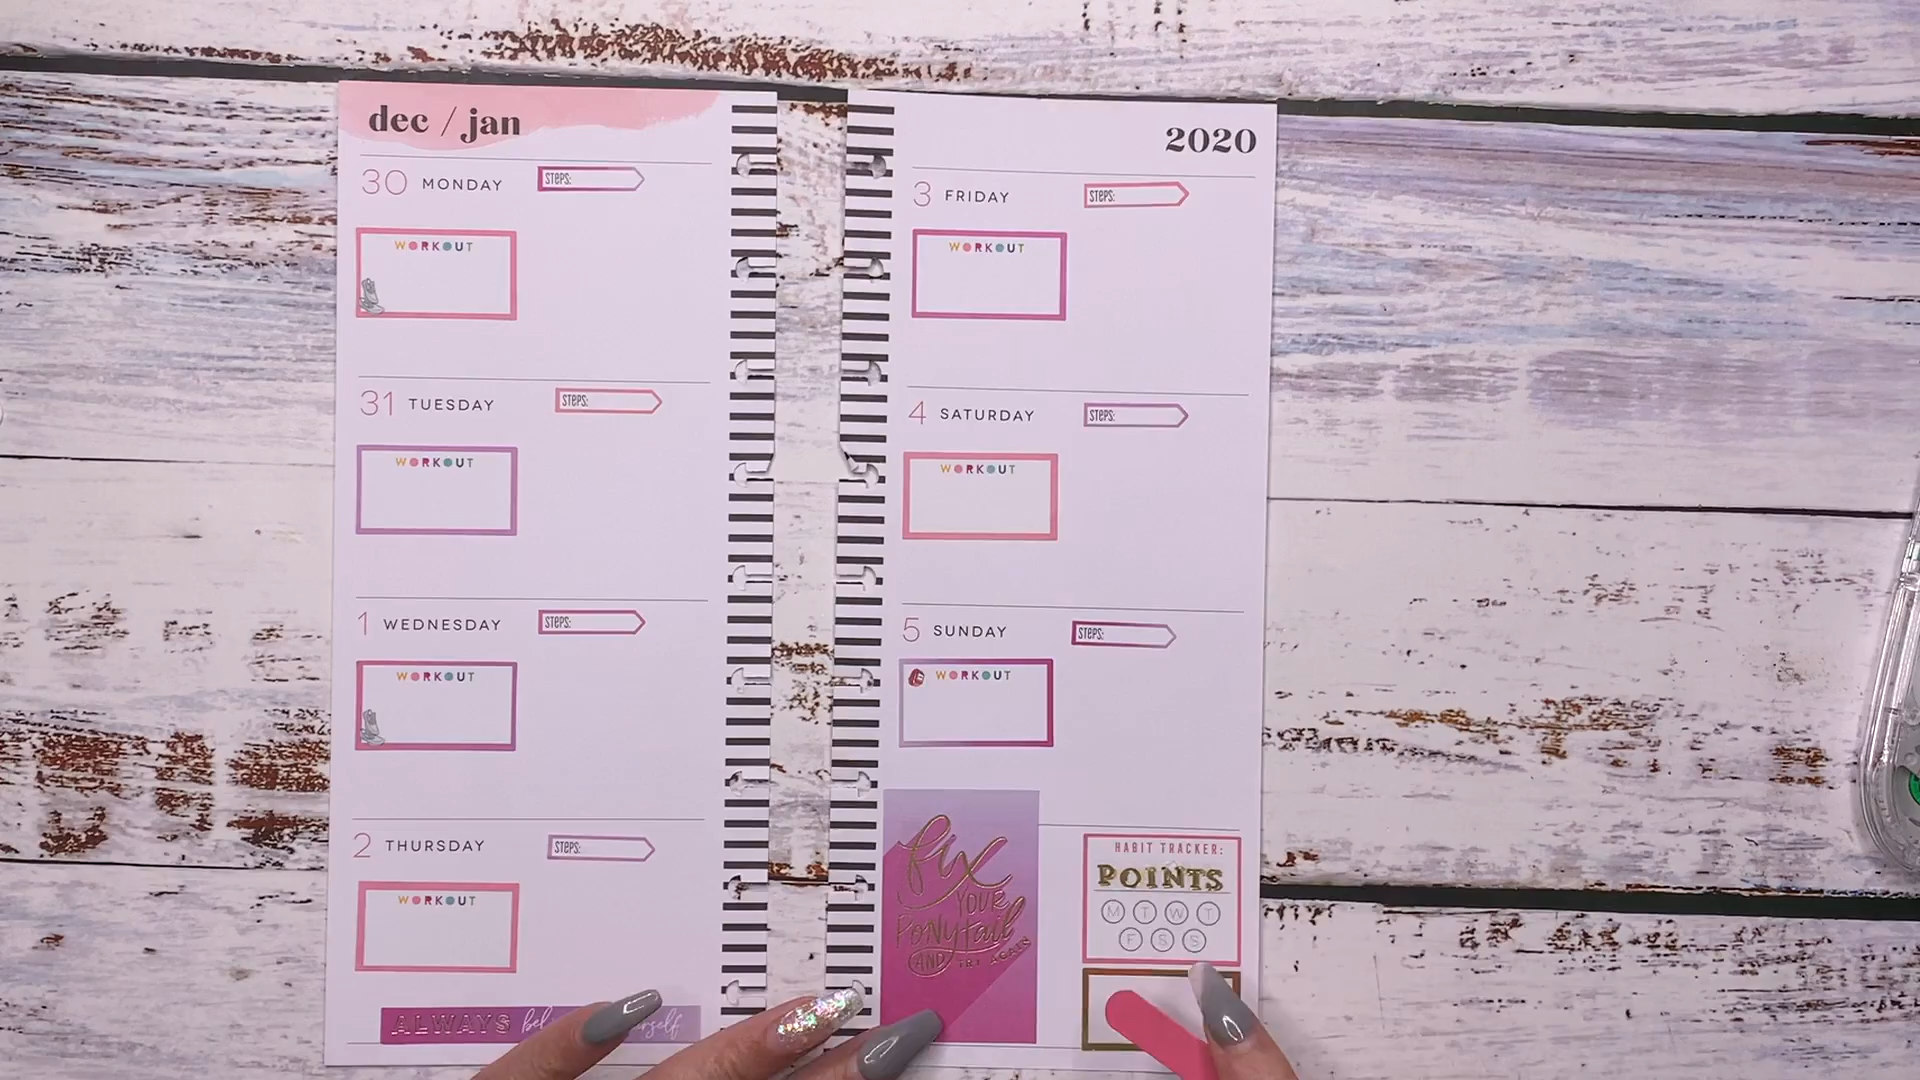 dec / jan
30 MONDAY
STEPS:
WORKOUT
31 TUESDAY
STEPS:
WORKOUT
1 WEDNESDAY
STEPS:
WORKOUT
2 THURSDAY
STEPS:
WORKOUT
ALWAYS
2020
3 FRIDAY
STEPS:
WORKOUT
4 SATURDAY
STEPS:
WORKOUT
5 SUNDAY
STEPS:
WORKOUT
fix
YOUR
Ponytail
AND TRY AGAIN
HABIT TRACKER:
POINTS
M T W T
F S S